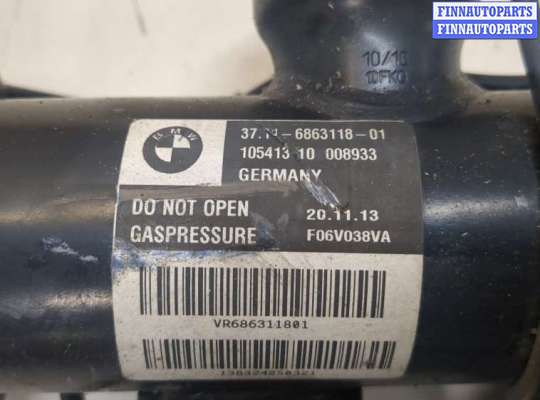 FINNAUTOPARTS
FINNAUTOPARTS
10/10
BMW
6863118-01
105413 10 008933
GERMANY
DO NOT OPEN
20.11.13
GASPRESSURE
F06V038VA
VR686311801